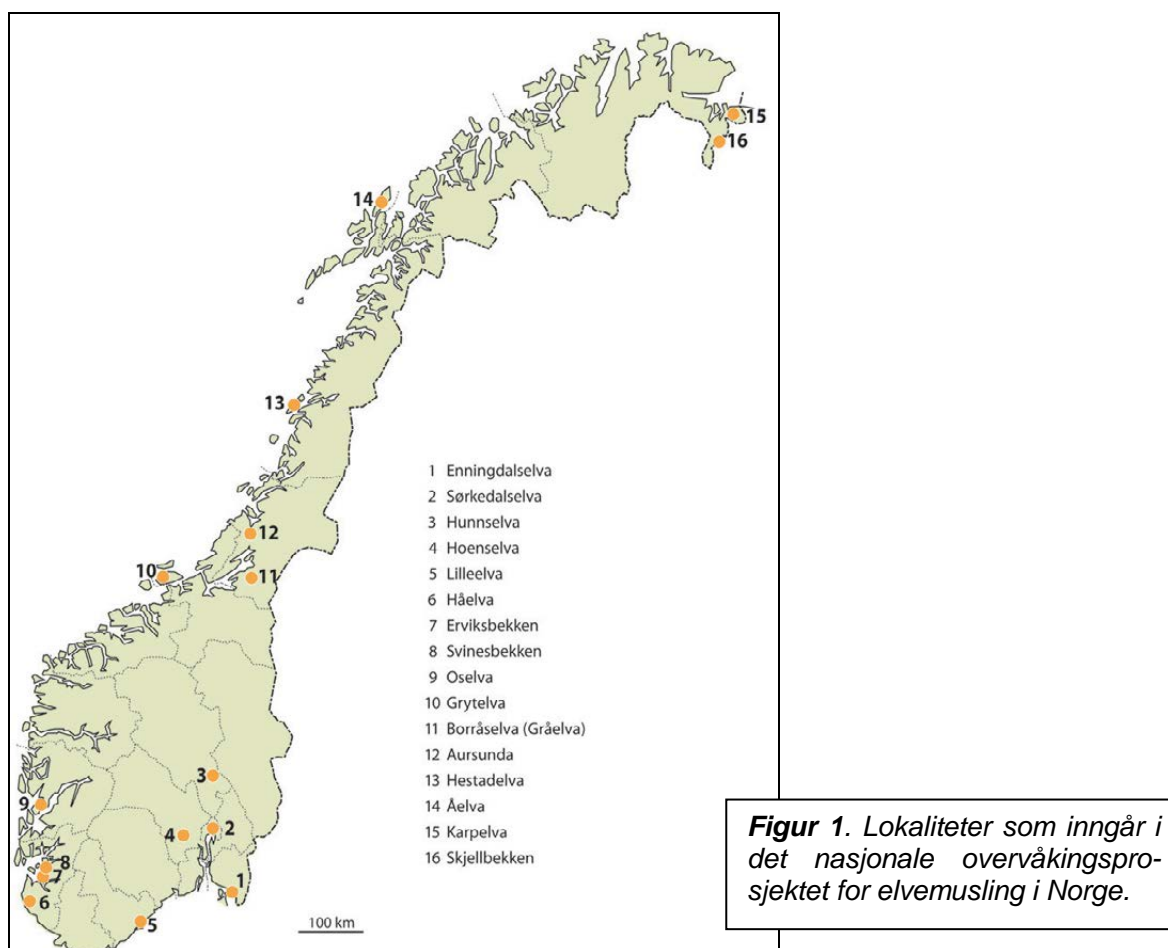 15
16
14
13
12
10
11
3
9
4
2
8
7
6
1
5
100 km
1 Enningdalselva
2 Sørkedalselva
3 Hunnselva
4 Hoenselva
5 Lilleelva
6 Håelva
7 Erviksbekken
8 Svinesbekken
9 Oselva
10 Grytelva
11 Borråselva (Gråelva)
12 Aursunda
13 Hestadelva
14 Åelva
15 Karpelva
16 Skjellbekken
Figur 1. Lokaliteter som inngår i
det nasjonale overvåkingspro-
sjektet for elvemusling i Norge.